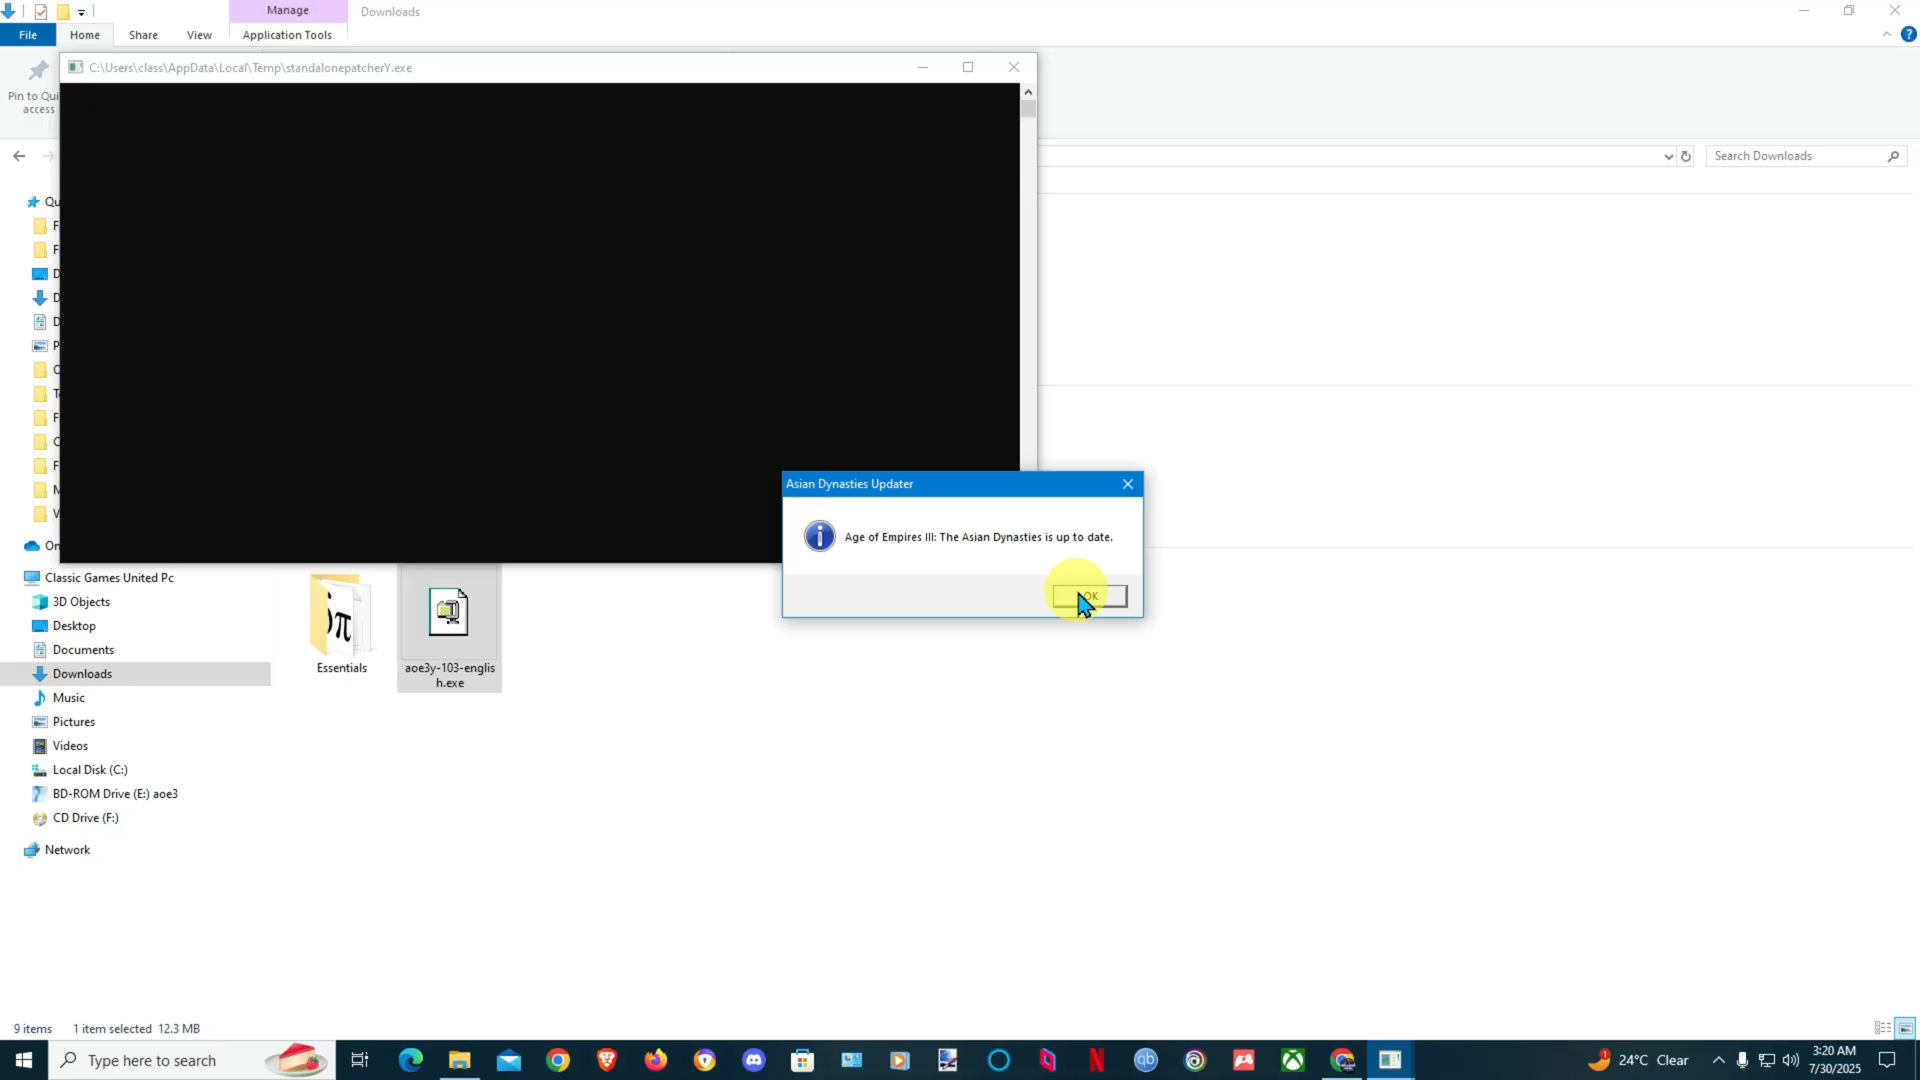 Manage
Downloads
File
Home
Share
View
Application Tools
C:\Users\class\AppData\Local\Temp\standalonepatcherY.exe
Pin to Qui
access
Search Downloads
Qu
F
F
D
D
D
P
C
T
F
C
F
M
V
On
Asian Dynasties Updater
Age of Empires III: The Asian Dynasties is up to date.
OK
Classic Games United Pc
3D Objects
Desktop
Documents
Downloads
Music
Pictures
Videos
Local Disk (C:)
BD-ROM Drive (E:) aoe3
CD Drive (F:)
Network
Essentials
aoe3y-103-englis
h.exe
9 items
1 item selected 12.3 MB
Type here to search
24°C Clear
3:20 AM
7/30/2025